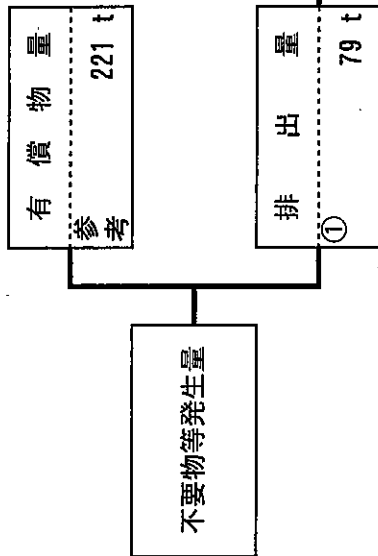 不要物等発生量
有償物量
参考
221 t
排出量
①
79 t